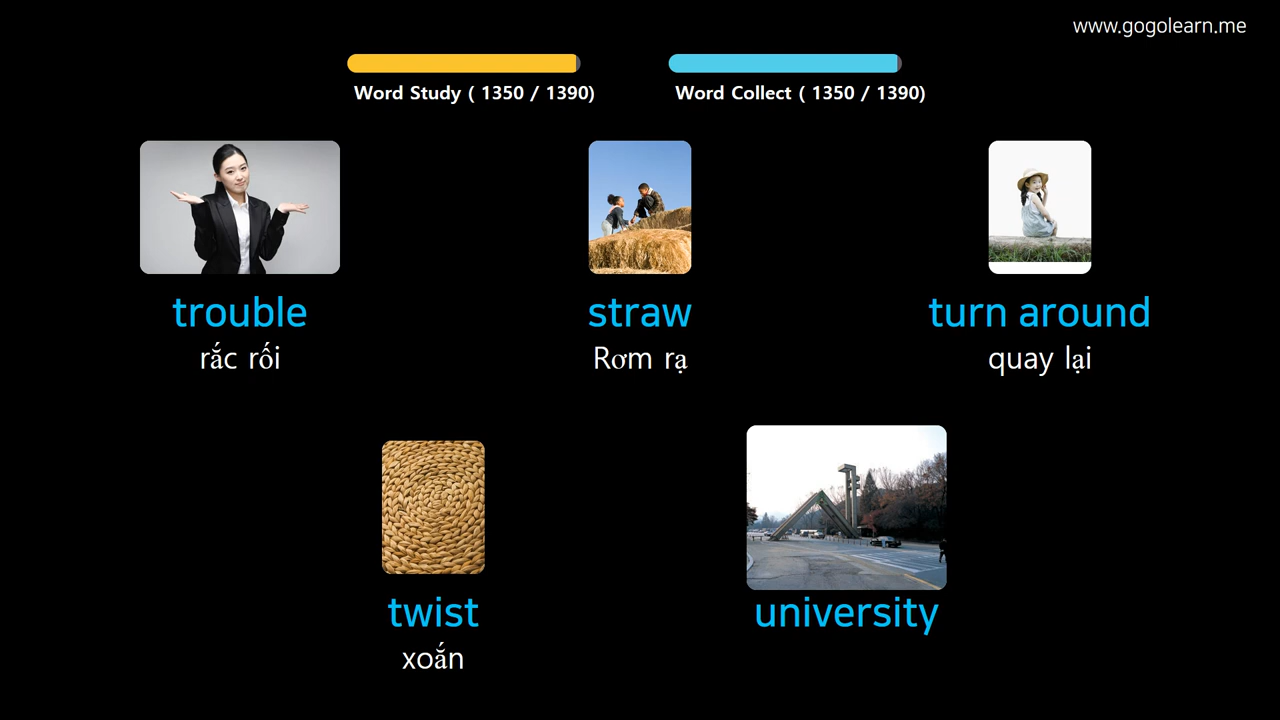 www.gogolearn.me
Word Study ( 1350 / 1390)
Word Collect ( 1350 / 1390)
trouble
rắc rối
straw
Rơm rạ
turn around
quay lại
twist
xoắn
university